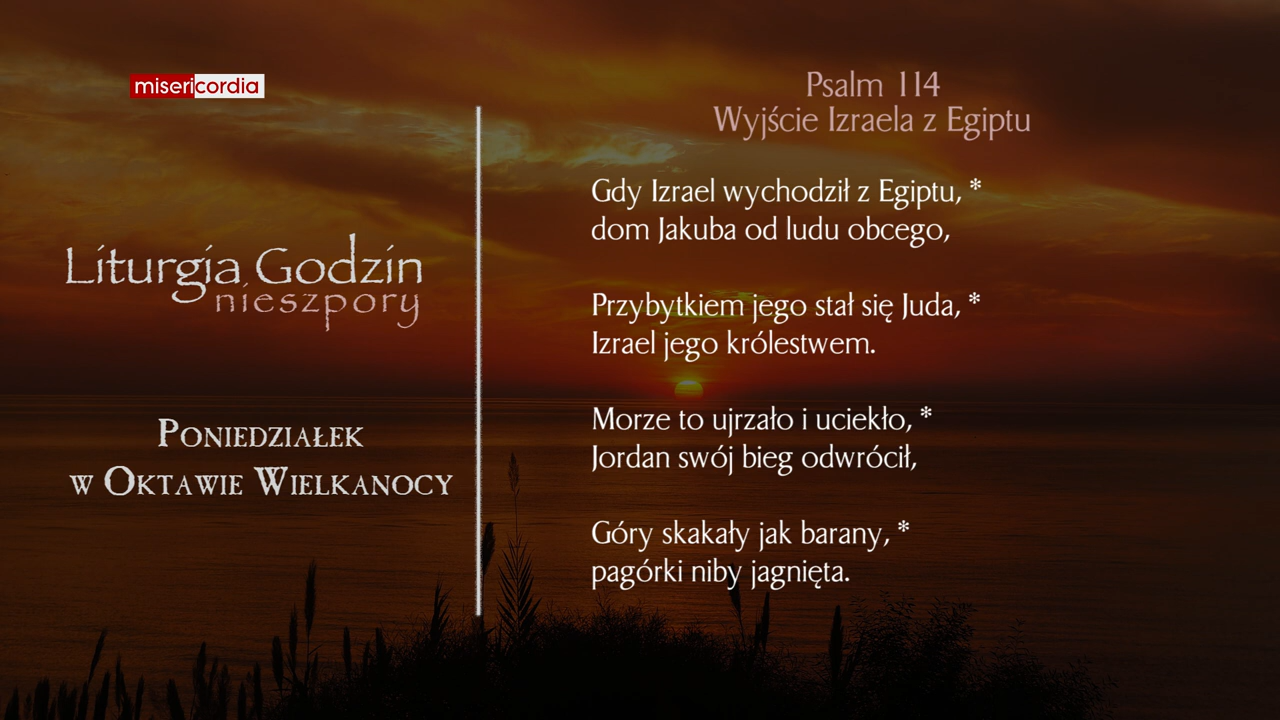 misericordia
Liturgia Godzin
nieszpory
Poniedziałek
w Oktawie Wielkanocy
Psalm 114
Wyjście Izraela z Egiptu
Gdy Izrael wychodził z Egiptu, *
dom Jakuba od ludu obcego,
Przybytkiem jego stał się Juda, *
Izrael jego królestwem.
Morze to ujrzało i uciekło, *
Jordan swój bieg odwrócił,
Góry skakały jak barany, *
pagórki niby jagnięta.